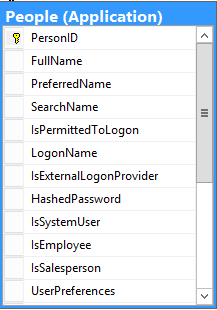 People (Application)
PersonID
FullName
PreferredName
SearchName
IsPermittedToLogon
LogonName
IsExternalLogonProvider
HashedPassword
IsSystemUser
IsEmployee
IsSalesperson
UserPreferences